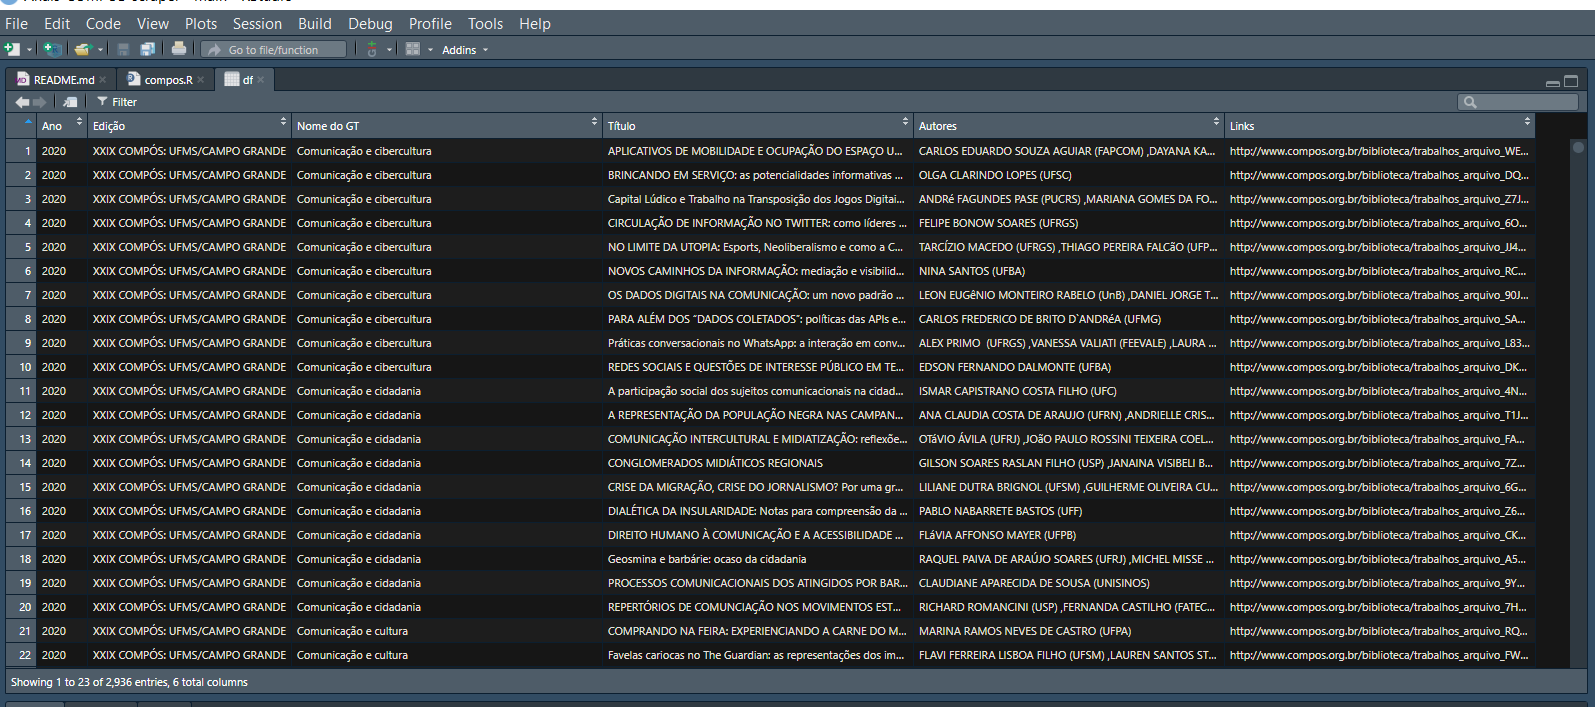 File Edit Code View Plots Session Build Debug Profile Tools Help
Go to file/function Addins
README.md compos.R df
Filter
Ano Edição Nome do GT Título Autores Links
1 2020 XXIX COMPÓS: UFMS/CAMPO GRANDE Comunicação e cibercultura APLICATIVOS DE MOBILIDADE E OCUPAÇÃO DO ESPAÇO U... CARLOS EDUARDO SOUZA AGUIAR (FAPCOM) ,DAYANA KA... http://www.compos.org.br/biblioteca/trabalhos_arquivo_WE...
2 2020 XXIX COMPÓS: UFMS/CAMPO GRANDE Comunicação e cibercultura BRINCANDO EM SERVIÇO: as potencialidades informativas ... OLGA CLARINDO LOPES (UFSC) http://www.compos.org.br/biblioteca/trabalhos_arquivo_DQ...
3 2020 XXIX COMPÓS: UFMS/CAMPO GRANDE Comunicação e cibercultura Capital Lúdico e Trabalho na Transposição dos Jogos Digitai... ANDRé FAGUNDES PASE (PUCRS) ,MARIANA GOMES DA FO... http://www.compos.org.br/biblioteca/trabalhos_arquivo_Z7J...
4 2020 XXIX COMPÓS: UFMS/CAMPO GRANDE Comunicação e cibercultura CIRCULAÇÃO DE INFORMAÇÃO NO TWITTER: como líderes ... FELIPE BONOW SOARES (UFRGS) http://www.compos.org.br/biblioteca/trabalhos_arquivo_6O...
5 2020 XXIX COMPÓS: UFMS/CAMPO GRANDE Comunicação e cibercultura NO LIMITE DA UTOPIA: Esports, Neoliberalismo e como a C... TARCÍZIO MACEDO (UFRGS) ,THIAGO PEREIRA FALCãO (UFP... http://www.compos.org.br/biblioteca/trabalhos_arquivo_JJ4...
6 2020 XXIX COMPÓS: UFMS/CAMPO GRANDE Comunicação e cibercultura NOVOS CAMINHOS DA INFORMAÇÃO: mediação e visibilid... NINA SANTOS (UFBA) http://www.compos.org.br/biblioteca/trabalhos_arquivo_RC...
7 2020 XXIX COMPÓS: UFMS/CAMPO GRANDE Comunicação e cibercultura OS DADOS DIGITAIS NA COMUNICAÇÃO: um novo padrão ... LEON EUGêNIO MONTEIRO RABELO (UnB) ,DANIEL JORGE T... http://www.compos.org.br/biblioteca/trabalhos_arquivo_90J...
8 2020 XXIX COMPÓS: UFMS/CAMPO GRANDE Comunicação e cibercultura PARA ALÉM DOS "DADOS COLETADOS": políticas das APIs e... CARLOS FREDERICO DE BRITO D`ANDRéA (UFMG) http://www.compos.org.br/biblioteca/trabalhos_arquivo_SA...
9 2020 XXIX COMPÓS: UFMS/CAMPO GRANDE Comunicação e cibercultura Práticas conversacionais no WhatsApp: a interação em conv... ALEX PRIMO (UFRGS) ,VANESSA VALIATI (FEEVALE) ,LAURA ... http://www.compos.org.br/biblioteca/trabalhos_arquivo_L83...
10 2020 XXIX COMPÓS: UFMS/CAMPO GRANDE Comunicação e cibercultura REDES SOCIAIS E QUESTÕES DE INTERESSE PÚBLICO EM TE... EDSON FERNANDO DALMONTE (UFBA) http://www.compos.org.br/biblioteca/trabalhos_arquivo_DK...
11 2020 XXIX COMPÓS: UFMS/CAMPO GRANDE Comunicação e cidadania A participação social dos sujeitos comunicacionais na cidad... ISMAR CAPISTRANO COSTA FILHO (UFC) http://www.compos.org.br/biblioteca/trabalhos_arquivo_4N...
12 2020 XXIX COMPÓS: UFMS/CAMPO GRANDE Comunicação e cidadania A REPRESENTAÇÃO DA POPULAÇÃO NEGRA NAS CAMPAN... ANA CLAUDIA COSTA DE ARAUJO (UFRN) ,ANDRIELLE CRIS... http://www.compos.org.br/biblioteca/trabalhos_arquivo_T1J...
13 2020 XXIX COMPÓS: UFMS/CAMPO GRANDE Comunicação e cidadania COMUNICAÇÃO INTERCULTURAL E MIDIATIZAÇÃO: reflexõe... OTáVIO ÁVILA (UFRJ) ,JOãO PAULO ROSSINI TEIXEIRA COEL... http://www.compos.org.br/biblioteca/trabalhos_arquivo_FA...
14 2020 XXIX COMPÓS: UFMS/CAMPO GRANDE Comunicação e cidadania CONGLOMERADOS MIDIÁTICOS REGIONAIS GILSON SOARES RASLAN FILHO (USP) ,JANAINA VISIBELI B... http://www.compos.org.br/biblioteca/trabalhos_arquivo_7Z...
15 2020 XXIX COMPÓS: UFMS/CAMPO GRANDE Comunicação e cidadania CRISE DA MIGRAÇÃO, CRISE DO JORNALISMO? Por uma gr... LILIANE DUTRA BRIGNOL (UFSM) ,GUILHERME OLIVEIRA CU... http://www.compos.org.br/biblioteca/trabalhos_arquivo_6G...
16 2020 XXIX COMPÓS: UFMS/CAMPO GRANDE Comunicação e cidadania DIALÉTICA DA INSULARIDADE: Notas para compreensão da ... PABLO NABARRETE BASTOS (UFF) http://www.compos.org.br/biblioteca/trabalhos_arquivo_Z6...
17 2020 XXIX COMPÓS: UFMS/CAMPO GRANDE Comunicação e cidadania DIREITO HUMANO À COMUNICAÇÃO E A ACESSIBILIDADE ... FLáVIA AFFONSO MAYER (UFPB) http://www.compos.org.br/biblioteca/trabalhos_arquivo_CK...
18 2020 XXIX COMPÓS: UFMS/CAMPO GRANDE Comunicação e cidadania Geosmina e barbárie: ocaso da cidadania RAQUEL PAIVA DE ARAÚJO SOARES (UFRJ) ,MICHEL MISSE ... http://www.compos.org.br/biblioteca/trabalhos_arquivo_A5...
19 2020 XXIX COMPÓS: UFMS/CAMPO GRANDE Comunicação e cidadania PROCESSOS COMUNICACIONAIS DOS ATINGIDOS POR BAR... CLAUDIANE APARECIDA DE SOUSA (UNISINOS) http://www.compos.org.br/biblioteca/trabalhos_arquivo_9Y...
20 2020 XXIX COMPÓS: UFMS/CAMPO GRANDE Comunicação e cidadania REPERTÓRIOS DE COMUNCIAÇÃO NOS MOVIMENTOS EST... RICHARD ROMANCINI (USP) ,FERNANDA CASTILHO (FATEC... http://www.compos.org.br/biblioteca/trabalhos_arquivo_7H...
21 2020 XXIX COMPÓS: UFMS/CAMPO GRANDE Comunicação e cultura COMPRANDO NA FEIRA: EXPERIENCIANDO A CARNE DO M... MARINA RAMOS NEVES DE CASTRO (UFPA) http://www.compos.org.br/biblioteca/trabalhos_arquivo_RQ...
22 2020 XXIX COMPÓS: UFMS/CAMPO GRANDE Comunicação e cultura Favelas cariocas no The Guardian: as representações dos im... FLAVI FERREIRA LISBOA FILHO (UFSM) ,LAUREN SANTOS ST... http://www.compos.org.br/biblioteca/trabalhos_arquivo_FW...
Showing 1 to 23 of 2,936 entries, 6 total columns